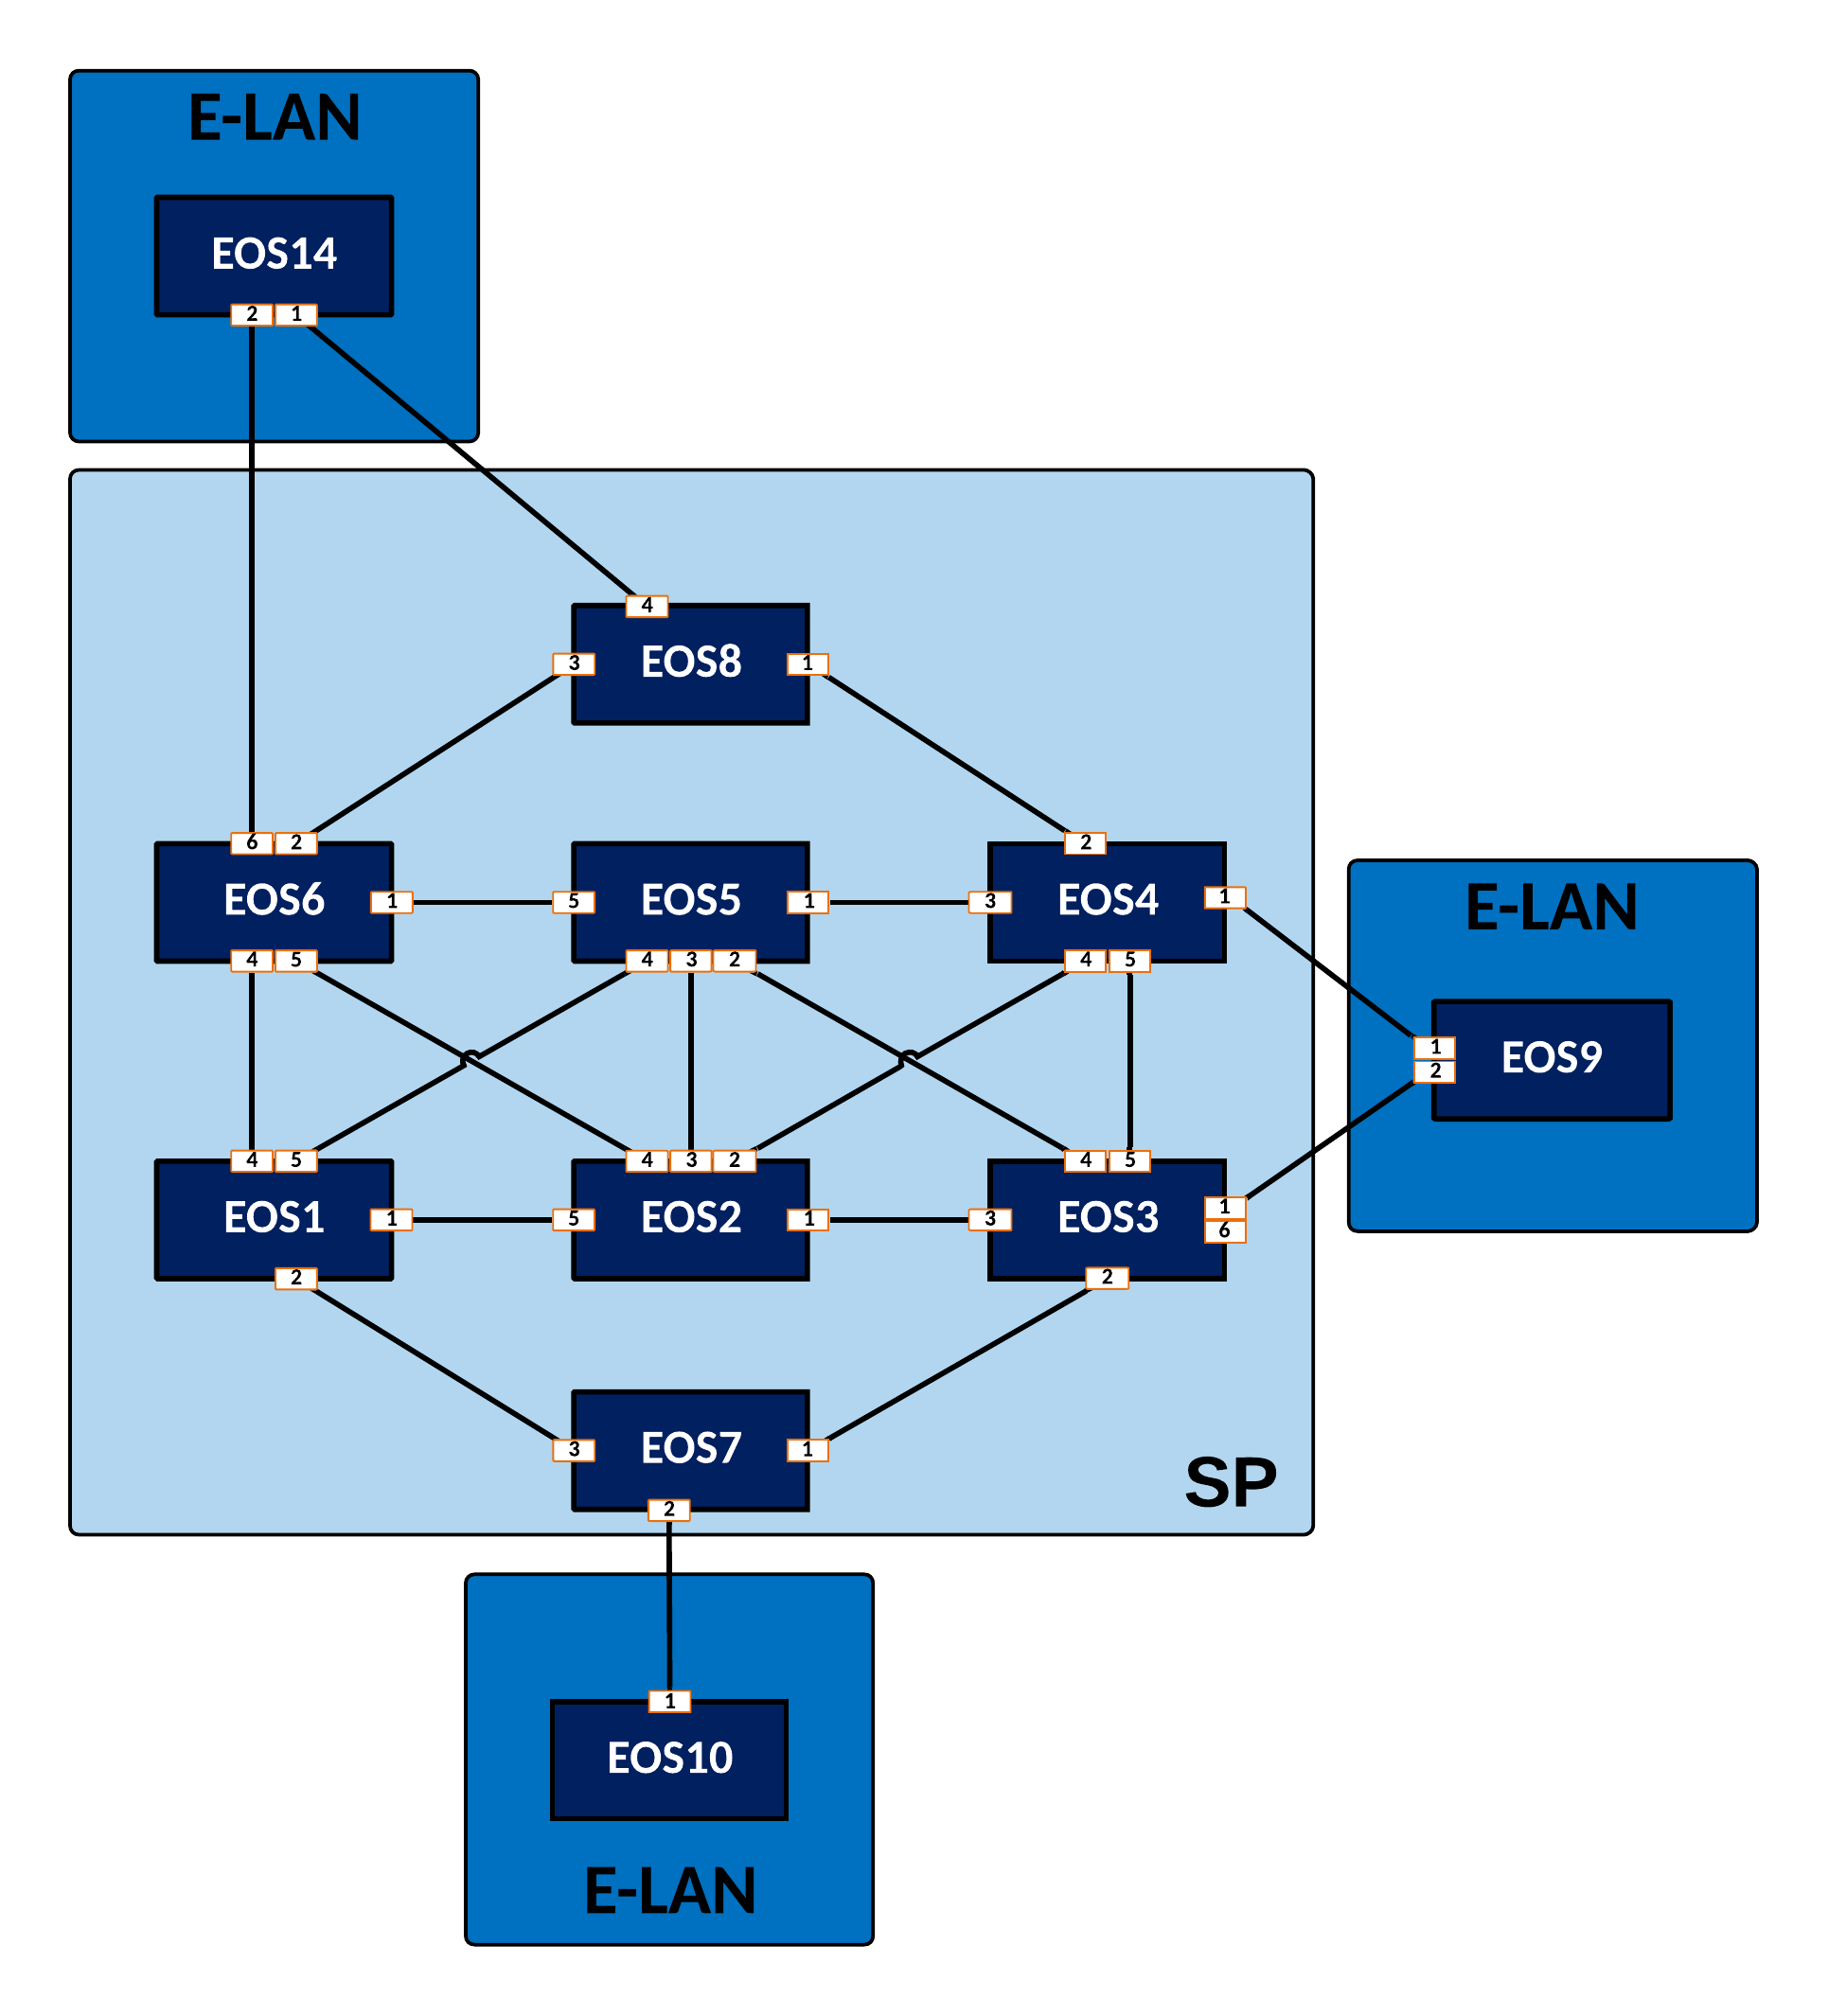 E-LAN
EOS14
2 1
4
3 EOS8 1
6 2
2
EOS6 1
5 EOS5 1
3 EOS4 1
4 5
4 3 2
4 5
E-LAN
1 EOS9
2
4 5
4 3 2
4 5
EOS1 1
5 EOS2 1
3 EOS3 1
6
2
2
3 EOS7 1
2
SP
1
EOS10
E-LAN